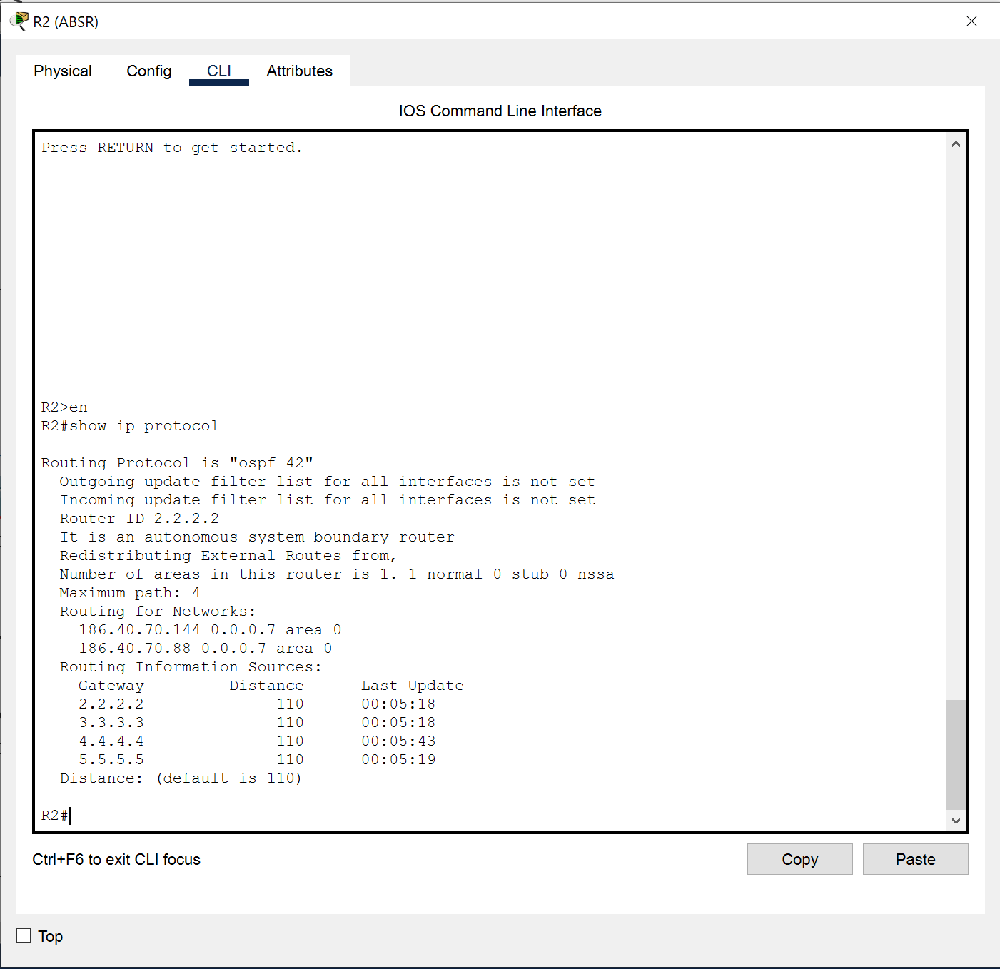 R2 (ABSR)
Physical Config CLI Attributes
IOS Command Line Interface
Press RETURN to get started.
R2>en
R2#show ip protocol
Routing Protocol is "ospf 42"
Outgoing update filter list for all interfaces is not set
Incoming update filter list for all interfaces is not set
Router ID 2.2.2.2
It is an autonomous system boundary router
Redistributing External Routes from,
Number of areas in this router is 1. 1 normal 0 stub 0 nssa
Maximum path: 4
Routing for Networks:
186.40.70.144 0.0.0.7 area 0
186.40.70.88 0.0.0.7 area 0
Routing Information Sources:
Gateway Distance Last Update
2.2.2.2 110 00:05:18
3.3.3.3 110 00:05:18
4.4.4.4 110 00:05:43
5.5.5.5 110 00:05:19
Distance: (default is 110)
R2#
Ctrl+F6 to exit CLI focus Copy Paste
Top